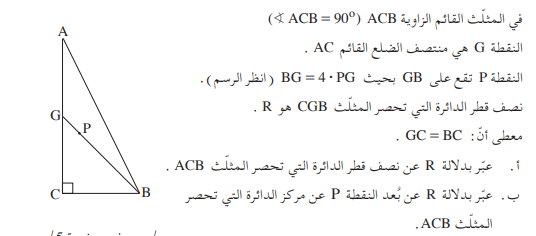 في المثلّث القائم الزاوية ACB (∢ ACB = 90°)
النقطة G هي منتصف الضلع القائم AC .
النقطة P تقع على GB بحيث BG = 4 · PG (انظر الرسم).
نصف قطر الدائرة التي تحصر المثلّث CGB هو R .
معطى أنّ: GC = BC .
أ. عبّر بدلالة R عن نصف قطر الدائرة التي تحصر المثلّث ACB .
ب. عبّر بدلالة R عن بُعد النقطة P عن مركز الدائرة التي تحصر
المثلّث ACB.
A
G
P
C
B